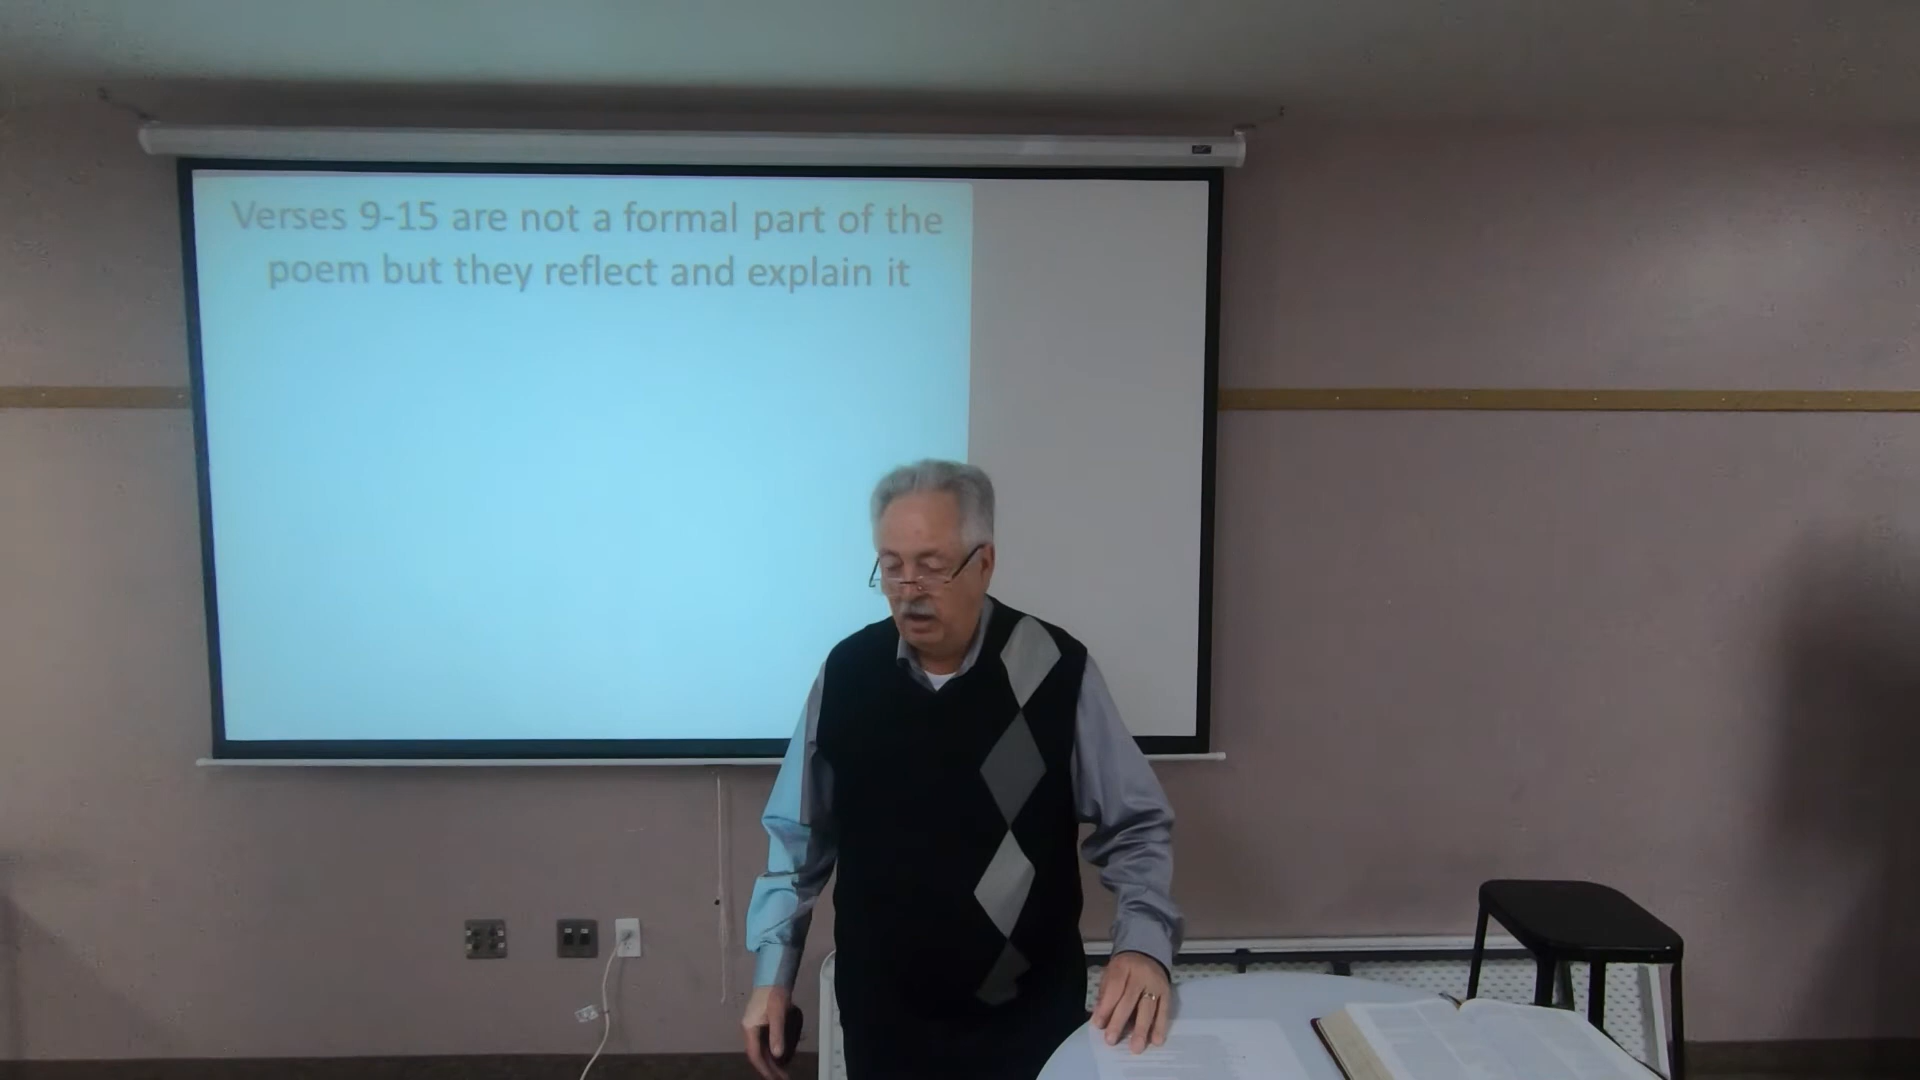 Verses 9-15 are not a formal part of the
poem but they reflect and explain it